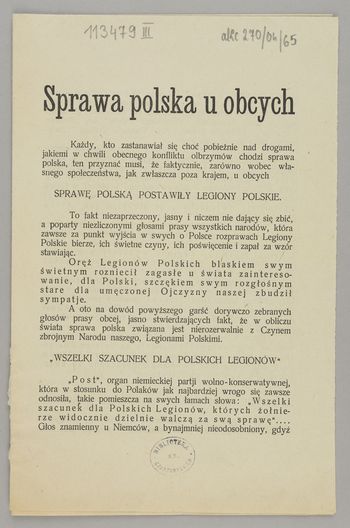 113479 III
akc 270/04/65
Sprawa polska u obcych
Każdy, kto zastanawiał się choć pobieżnie nad drogami,
jakiemi w chwili obecnego konfliktu olbrzymów chodzi sprawa
polska, ten przyznać musi, że faktycznie, zarówno wobec wła-
snego społeczeństwa, jak zwłaszcza poza krajem, u obcych
SPRAWĘ POLSKĄ POSTAWIŁY LEGIONY POLSKIE.
To fakt niezaprzeczony, jasny i niczem nie dający się zbić,
a poparty niezliczonymi głosami prasy wszystkich narodów, która
zawsze za punkt wyjścia w swych o Polsce rozprawach Legiony
Polskie bierze, ich świetne czyny, ich poświęcenie i zapał za wzór
stawiając.
Oręż Legionów Polskich blaskiem swym
świetnym rozniecił zagasłe u świata zaintereso-
wanie, dla Polski, szczękiem swym rozgłośnym
stare dla umęczonej Ojczyzny naszej zbudził
sympatje.
A oto na dowód powyższego garść dorywczo zebranych
głosów prasy obcej, jasno stwierdzających fakt, że w obliczu
świata sprawa polska związana jest nierozerwalnie z Czynem
zbrojnym Narodu naszego, Legionami Polskimi.
„WSZELKI SZACUNEK DLA POLSKICH LEGIONÓW“
„Post“, organ niemieckiej partji wolno-konserwatywnej,
która w stosunku do Polaków jak najbardziej wrogo się zawsze
odnosiła, takie pomieszcza na swych łamach słowa: „Wszelki
szacunek dla Polskich Legionów, których żołnie-
rze widocznie dzielnie walczą za swą sprawę“....
Głos znamienny u Niemców, a bynajmniej nieodosobniony, gdyż
BIBLIOTEKA